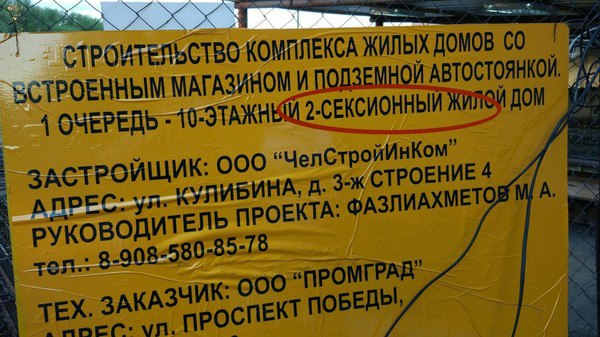 СТРОИТЕЛЬСТВО КОМПЛЕКСА ЖИЛЫХ ДОМОВ СО
ВСТРОЕННЫМ МАГАЗИНОМ И ПОДЗЕМНОЙ АВТОСТОЯНКОЙ.
1 ОЧЕРЕДЬ - 10-ЭТАЖНЫЙ 2-СЕКСИОННЫЙ ЖИЛОЙ ДОМ
ЗАСТРОЙЩИК: ООО "ЧелСтройИнКом"
АДРЕС: ул. КУЛИБИНА, д. 3-ж СТРОЕНИЕ 4
РУКОВОДИТЕЛЬ ПРОЕКТА: ФАЗЛИАХМЕТОВ М. А.
тел.: 8-908-580-85-78
ТЕХ. ЗАКАЗЧИК: ООО "ПРОМГРАД"
АДРЕС: ул. ПРОСПЕКТ ПОБЕДЫ,